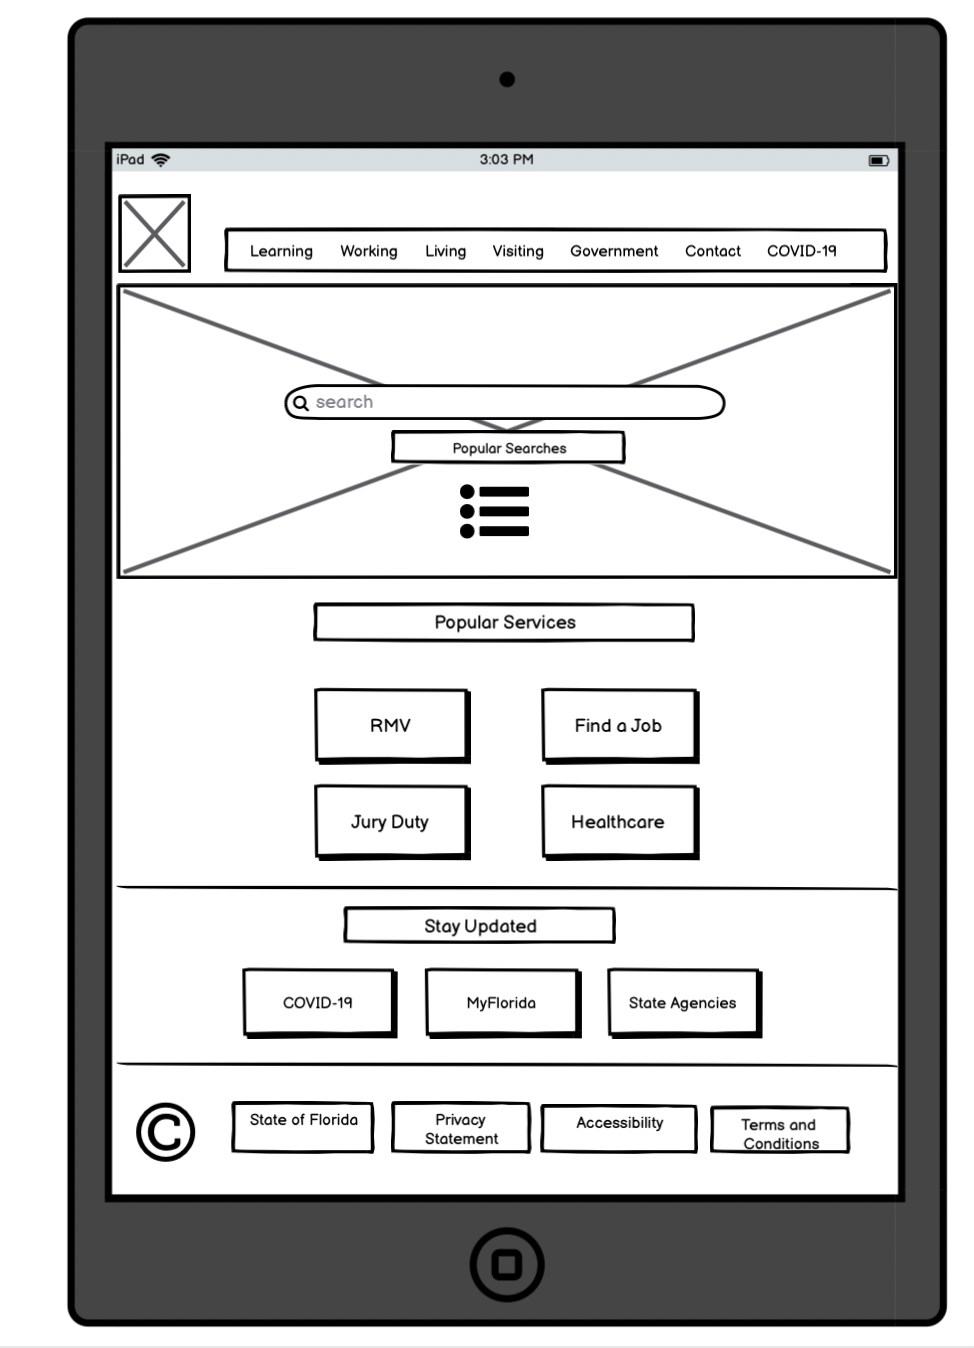 iPad 3:03 PM
Learning Working Living Visiting Government Contact COVID-19
search
Popular Searches
Popular Services
RMV Find a Job
Jury Duty Healthcare
Stay Updated
COVID-19 MyFlorida State Agencies
©
State of Florida
Privacy
Statement
Accessibility
Terms and
Conditions